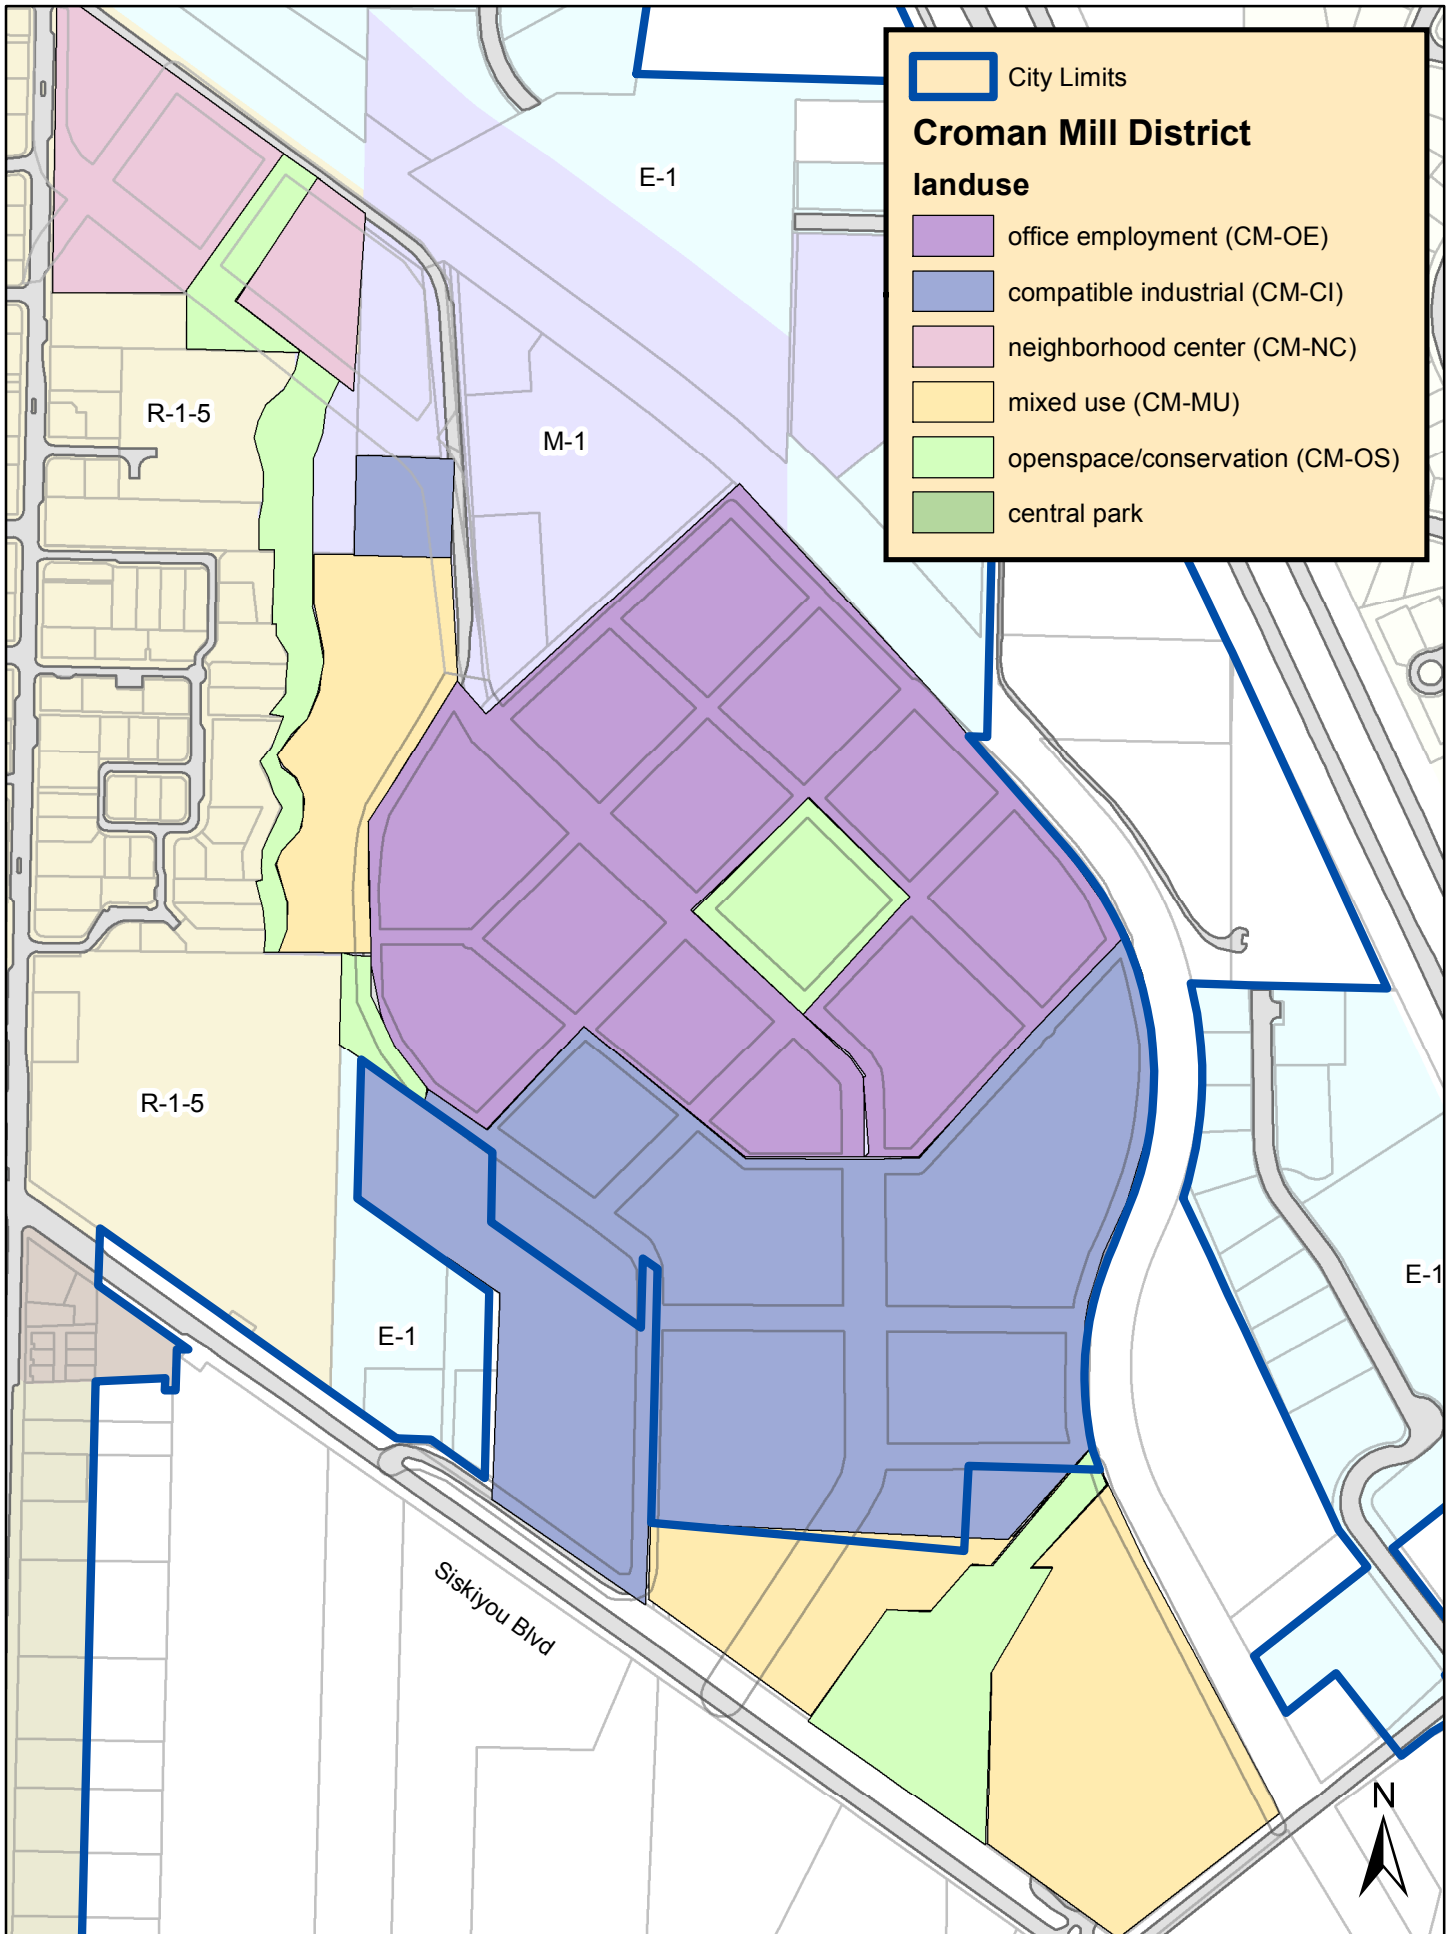 City Limits
Croman Mill District
landuse
office employment (CM-OE)
compatible industrial (CM-CI)
neighborhood center (CM-NC)
mixed use (CM-MU)
openspace/conservation (CM-OS)
central park
E-1
R-1-5
M-1
R-1-5
E-1
E-1
Siskiyou Blvd
N